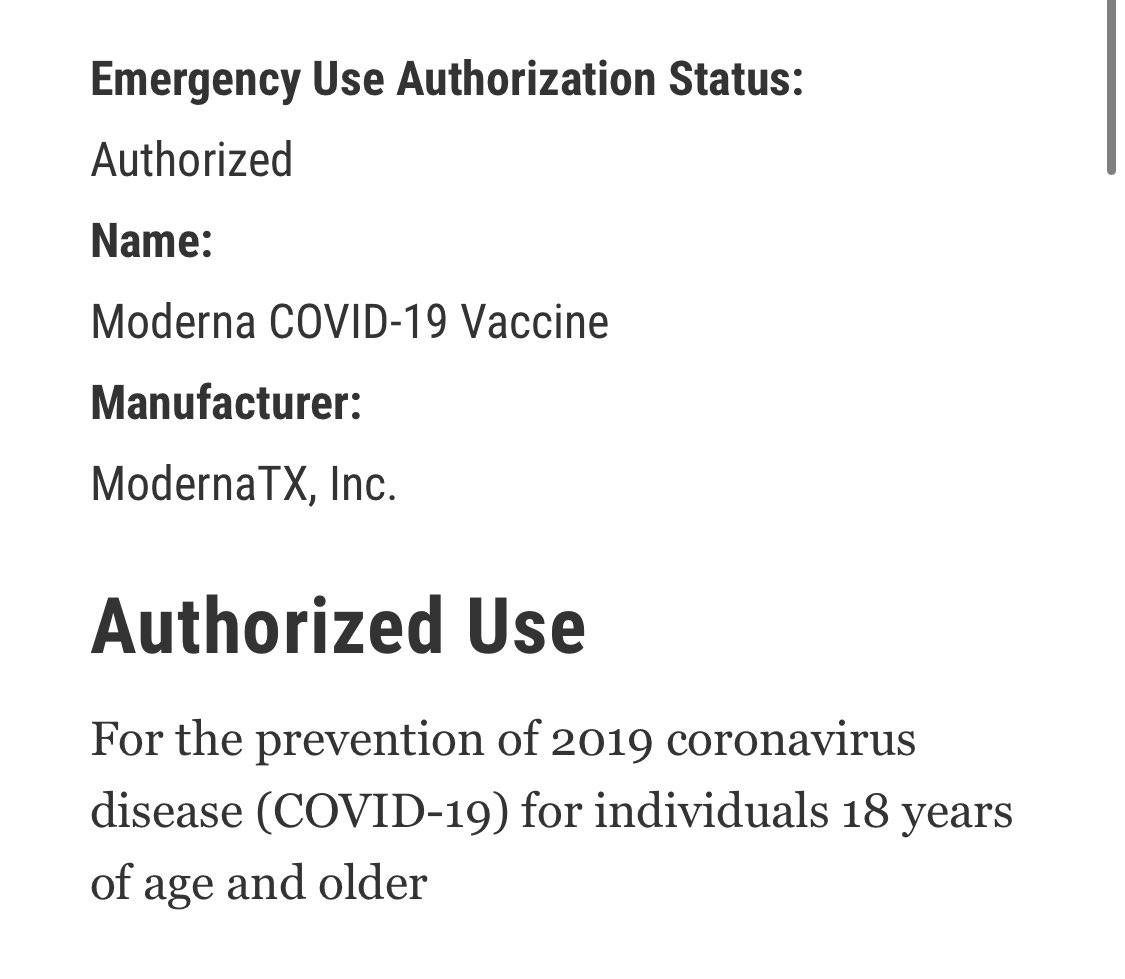 Emergency Use Authorization Status:
Authorized
Name:
Moderna COVID-19 Vaccine
Manufacturer:
ModernaTX, Inc.
Authorized Use
For the prevention of 2019 coronavirus
disease (COVID-19) for individuals 18 years
of age and older